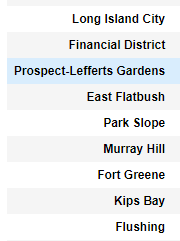 Long Island City
Financial District
Prospect-Lefferts Gardens
East Flatbush
Park Slope
Murray Hill
Fort Greene
Kips Bay
Flushing